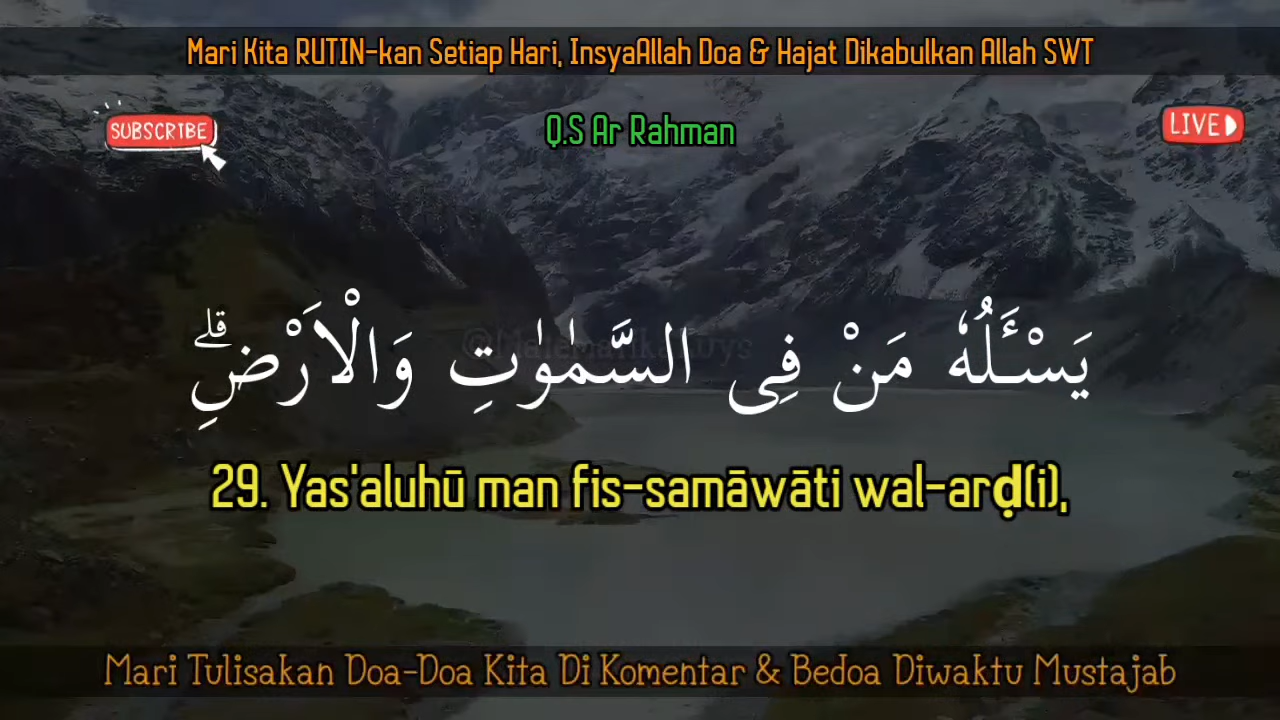 Mari Kita RUTIN-kan Setiap Hari, InsyaAllah Doa & Hajat Dikabulkan Allah SWT
SUBSCRIBE
Q.S Ar Rahman
LIVE
يَسْـَٔلُهٗ مَنْ فِى السَّمٰوٰتِ وَالْاَرْضِۗ
29. Yas'aluhū man fis-samāwāti wal-arḍ(i),
Mari Tulisakan Doa-Doa Kita Di Komentar & Bedoa Diwaktu Mustajab